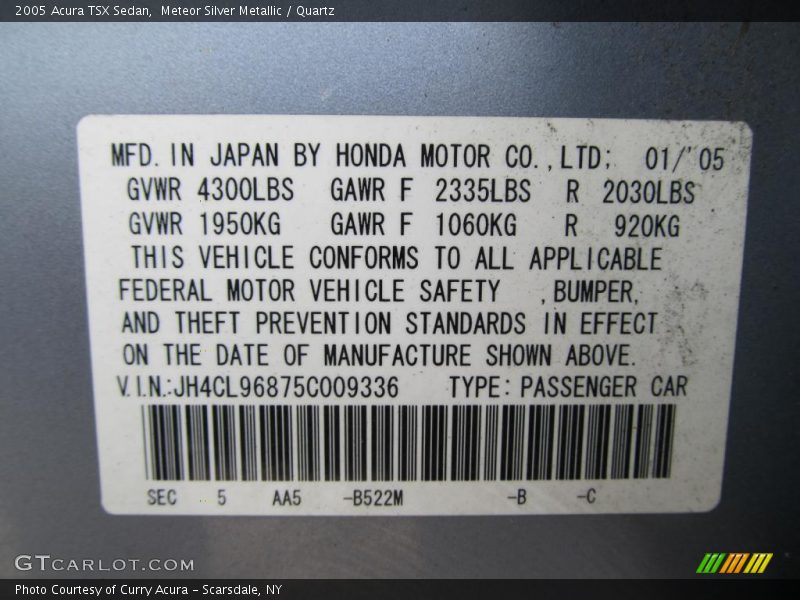 2005 Acura TSX Sedan,  Meteor Silver Metallic / Quartz
MFD. IN JAPAN BY HONDA MOTOR CO.,LTD; 01/'05
GVWR 4300LBS GAWR F 2335LBS R 2030LBS
GVWR 1950KG GAWR F 1060KG R 920KG
THIS VEHICLE CONFORMS TO ALL APPLICABLE
FEDERAL MOTOR VEHICLE SAFETY ,BUMPER,
AND THEFT PREVENTION STANDARDS IN EFFECT
ON THE DATE OF MANUFACTURE SHOWN ABOVE.
V.I.N.:JH4CL96875C009336 TYPE: PASSENGER CAR
SEC 5 AA5 -B522M -B -C
GTCARLOT.COM
Photo Courtesy of Curry Acura - Scarsdale, NY